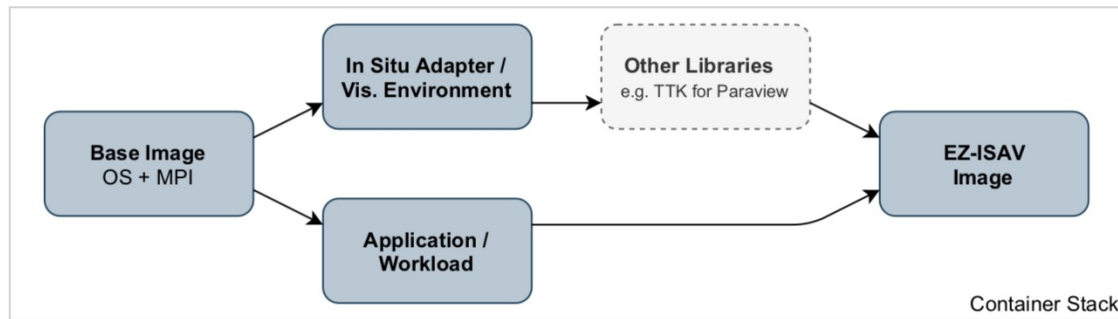 Base Image
OS + MPI
In Situ Adapter /
Vis. Environment
Other Libraries
e.g. TTK for Paraview
Application /
Workload
EZ-ISAV
Image
Container Stack